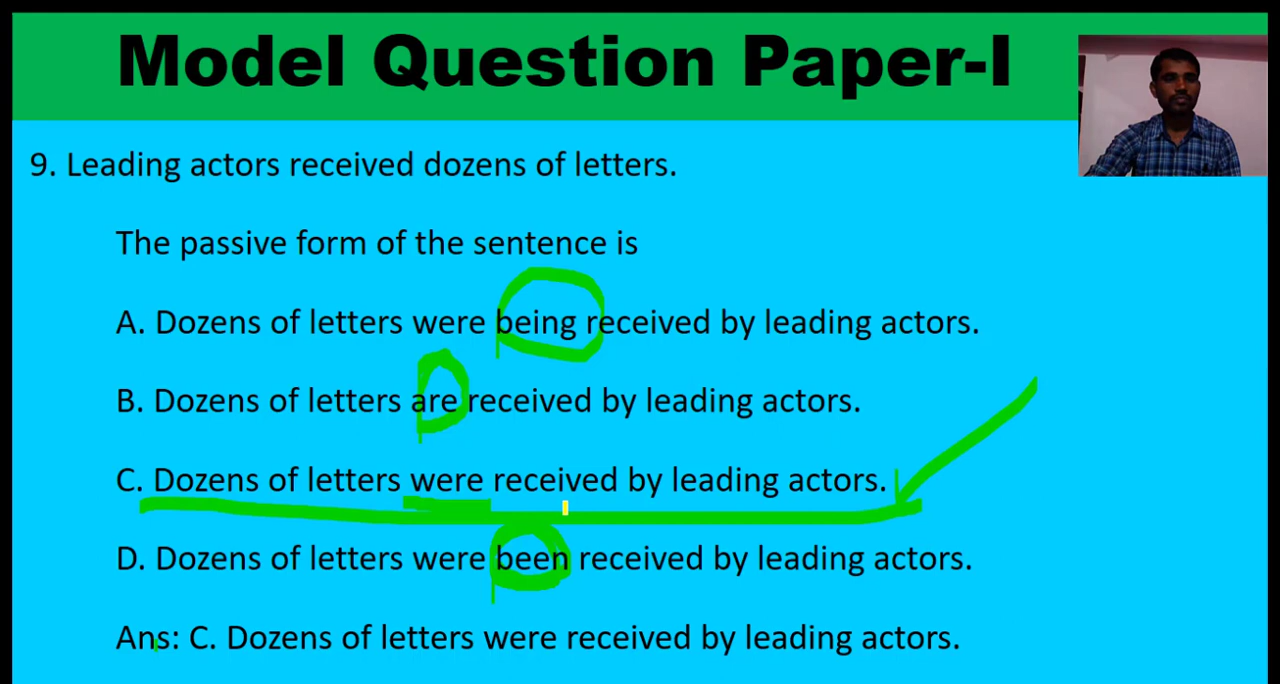 Model Question Paper-I
9. Leading actors received dozens of letters.
The passive form of the sentence is
A. Dozens of letters were being received by leading actors.
B. Dozens of letters are received by leading actors.
C. Dozens of letters were received by leading actors.
D. Dozens of letters were been received by leading actors.
Ans: C. Dozens of letters were received by leading actors.